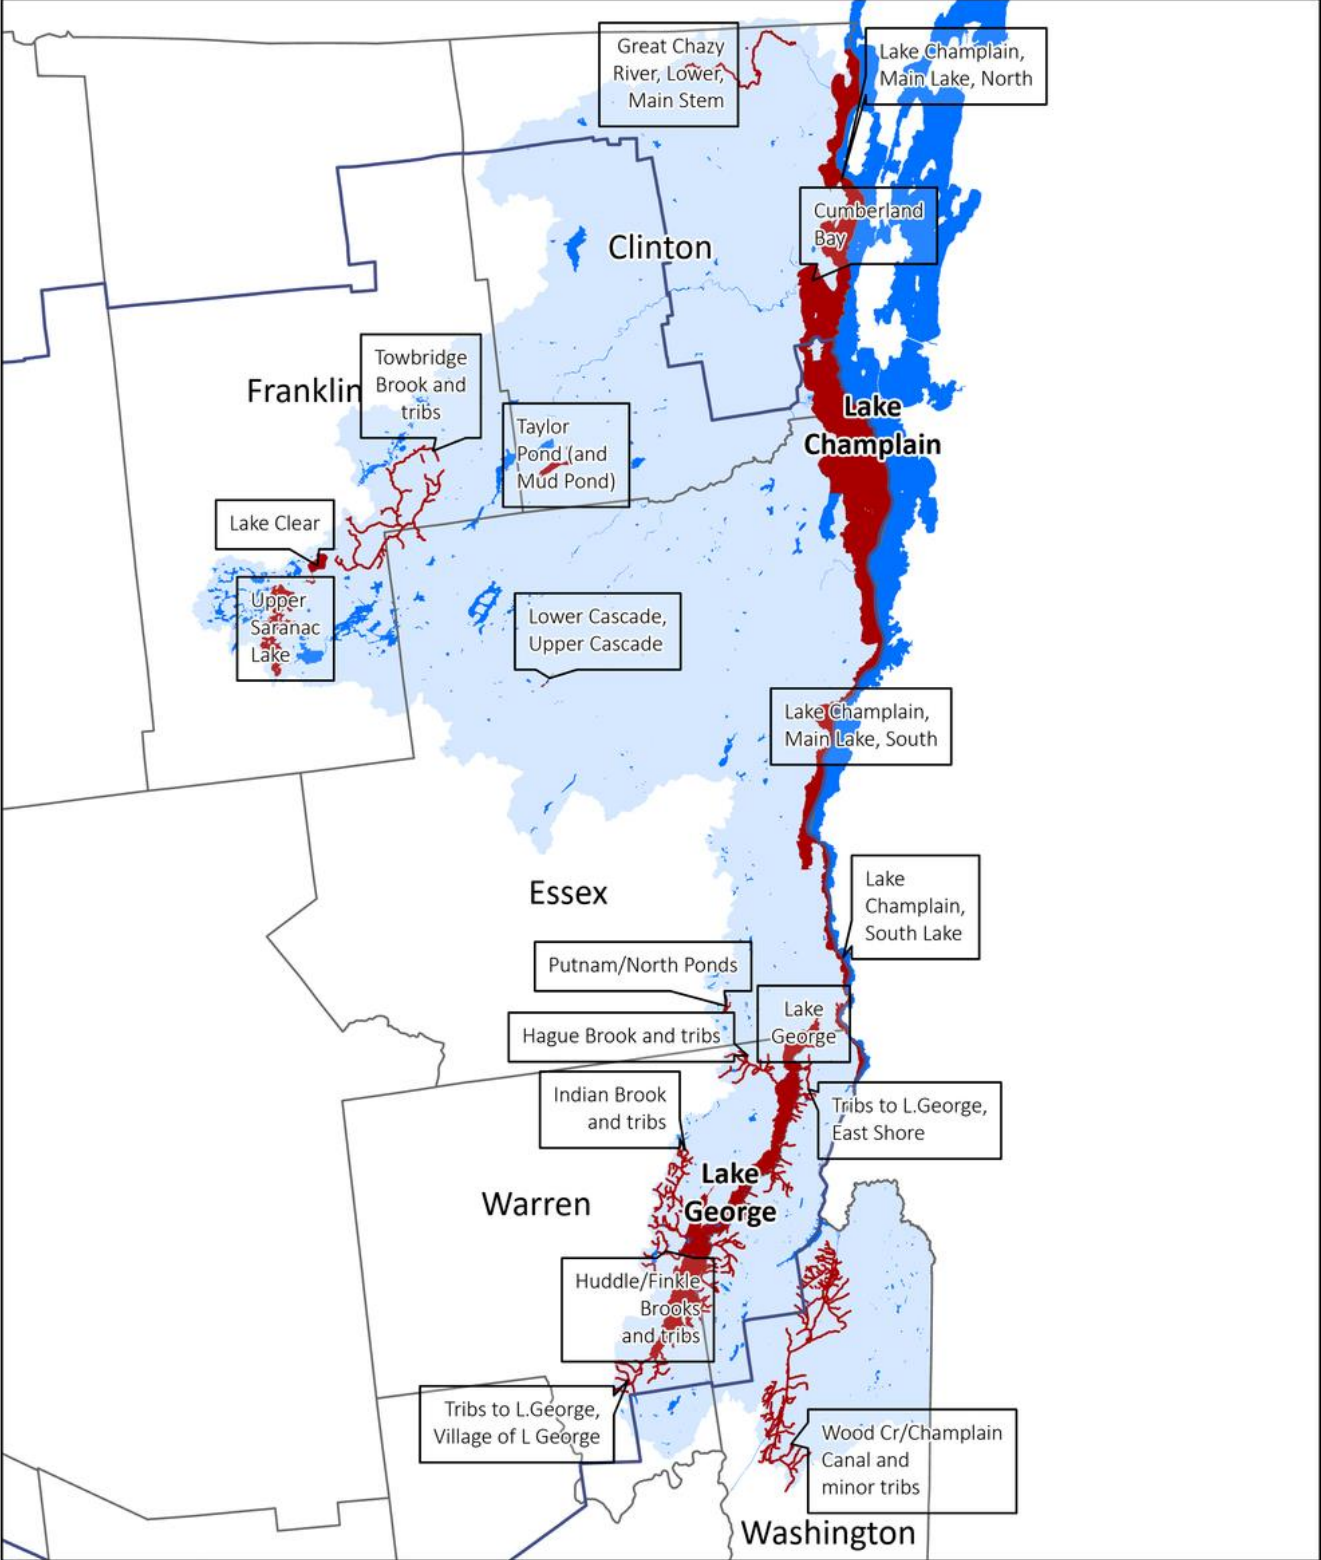 Great Chazy
River, Lower,
Main Stem
Lake Champlain,
Main Lake, North
Cumberland
Bay
Clinton
Towbridge
Brook and
tribs
Franklin
Taylor
Pond (and
Mud Pond)
Lake
Champlain
Lake Clear
Upper
Saranac
Lake
Lower Cascade,
Upper Cascade
Lake Champlain,
Main Lake, South
Essex
Lake
Champlain,
South Lake
Putnam/North Ponds
Lake
George
Hague Brook and tribs
Indian Brook
and tribs
Tribs to L.George,
East Shore
Lake
George
Warren
Huddle/Finkle
Brooks
and tribs
Tribs to L.George,
Village of L George
Wood Cr/Champlain
Canal and
minor tribs
Washington